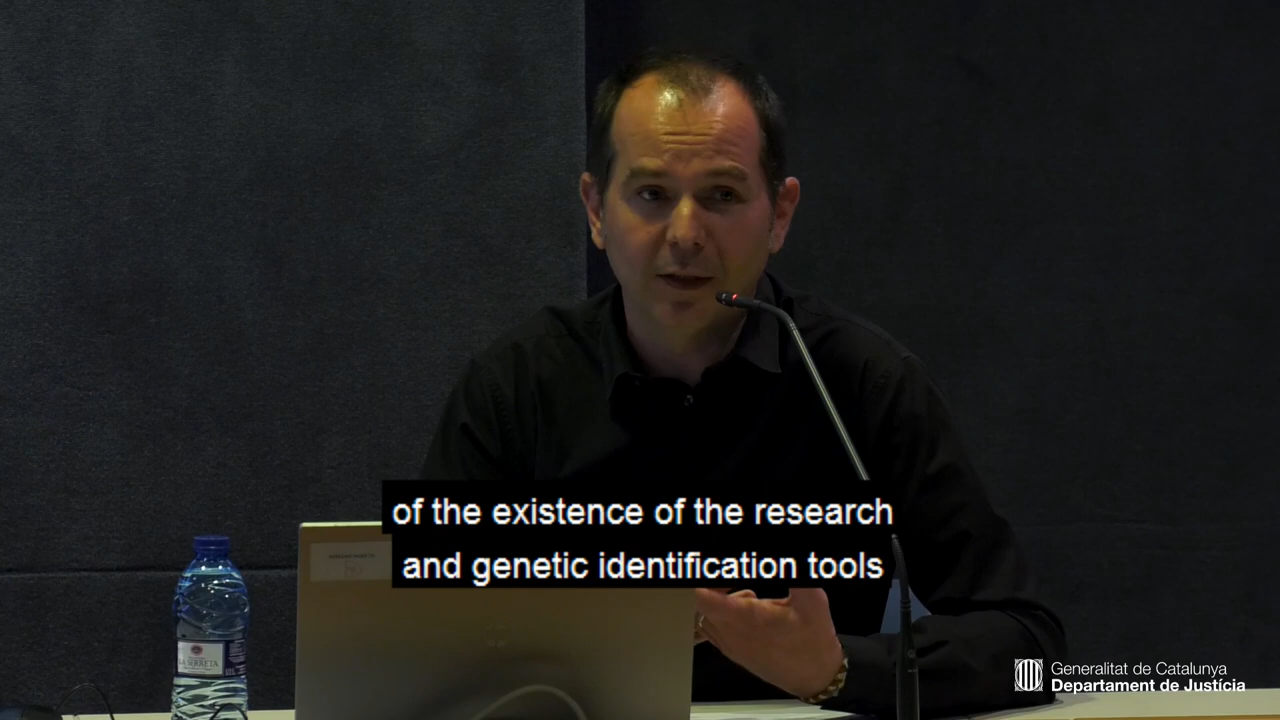 of the existence of the research
and genetic identification tools
LA SERRETA
Generalitat de Catalunya
Departament de Justícia